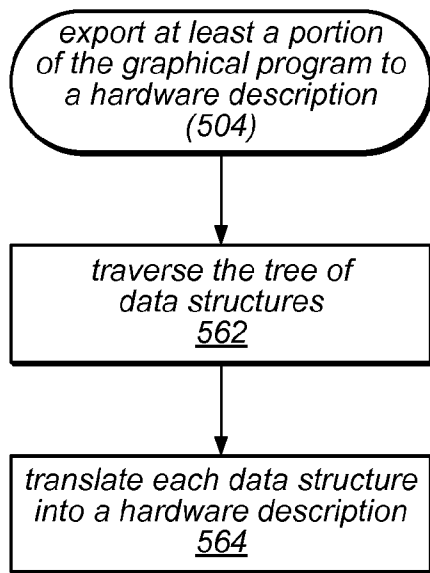 export at least a portion
of the graphical program to
a hardware description
(504)
traverse the tree of
data structures
562
translate each data structure
into a hardware description
564